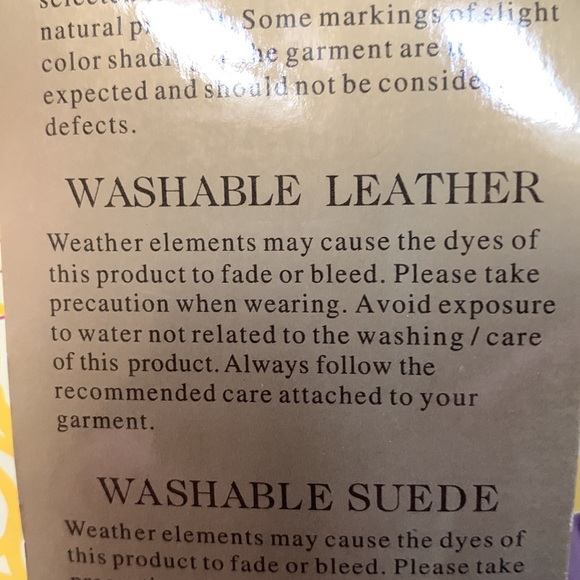 natural Some markings of slight
color the garment are
expected and should not be
defects.
WASHABLE LEATHER
Weather elements may cause the dyes of
this product to fade or bleed. Please take
precaution when wearing. Avoid exposure
to water not related to the washing / care
of this product. Always follow the
recommended care attached to your
garment.
WASHABLE SUEDE
Weather elements may cause the dyes of
this product to fade or bleed. Please take